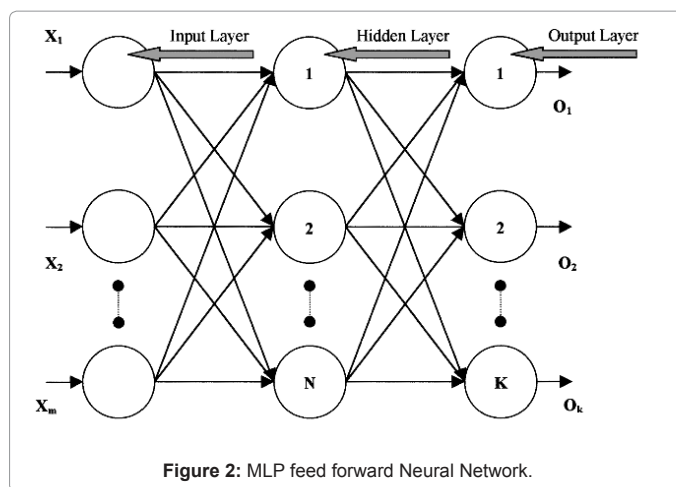 X1 Input Layer Hidden Layer Output Layer
1 1
O1
2 2
X2 O2
N K
Xm Ok
Figure 2: MLP feed forward Neural Network.